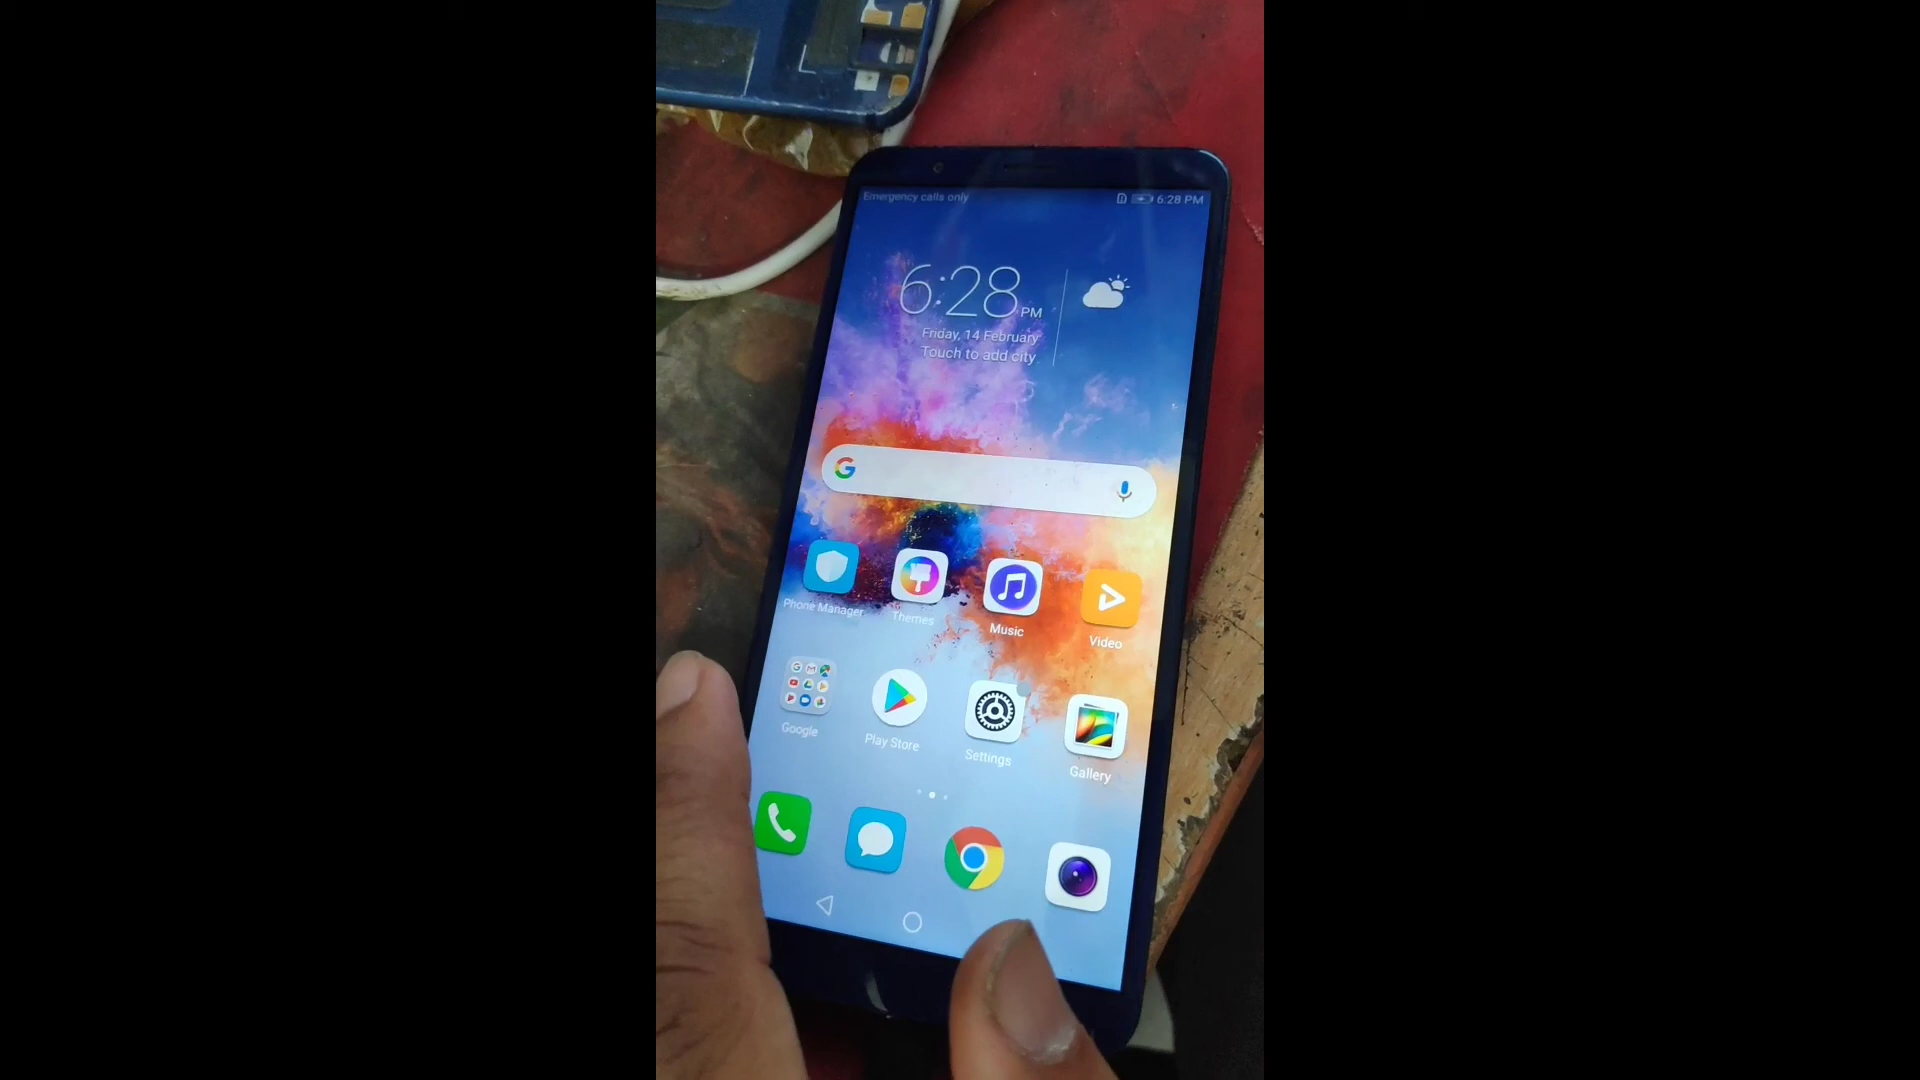 Emergency calls only
6:28 PM
6:28 PM
Friday, 14 February
Touch to add city
Phone Manager
Themes
Music
Video
Google
Play Store
Settings
Gallery